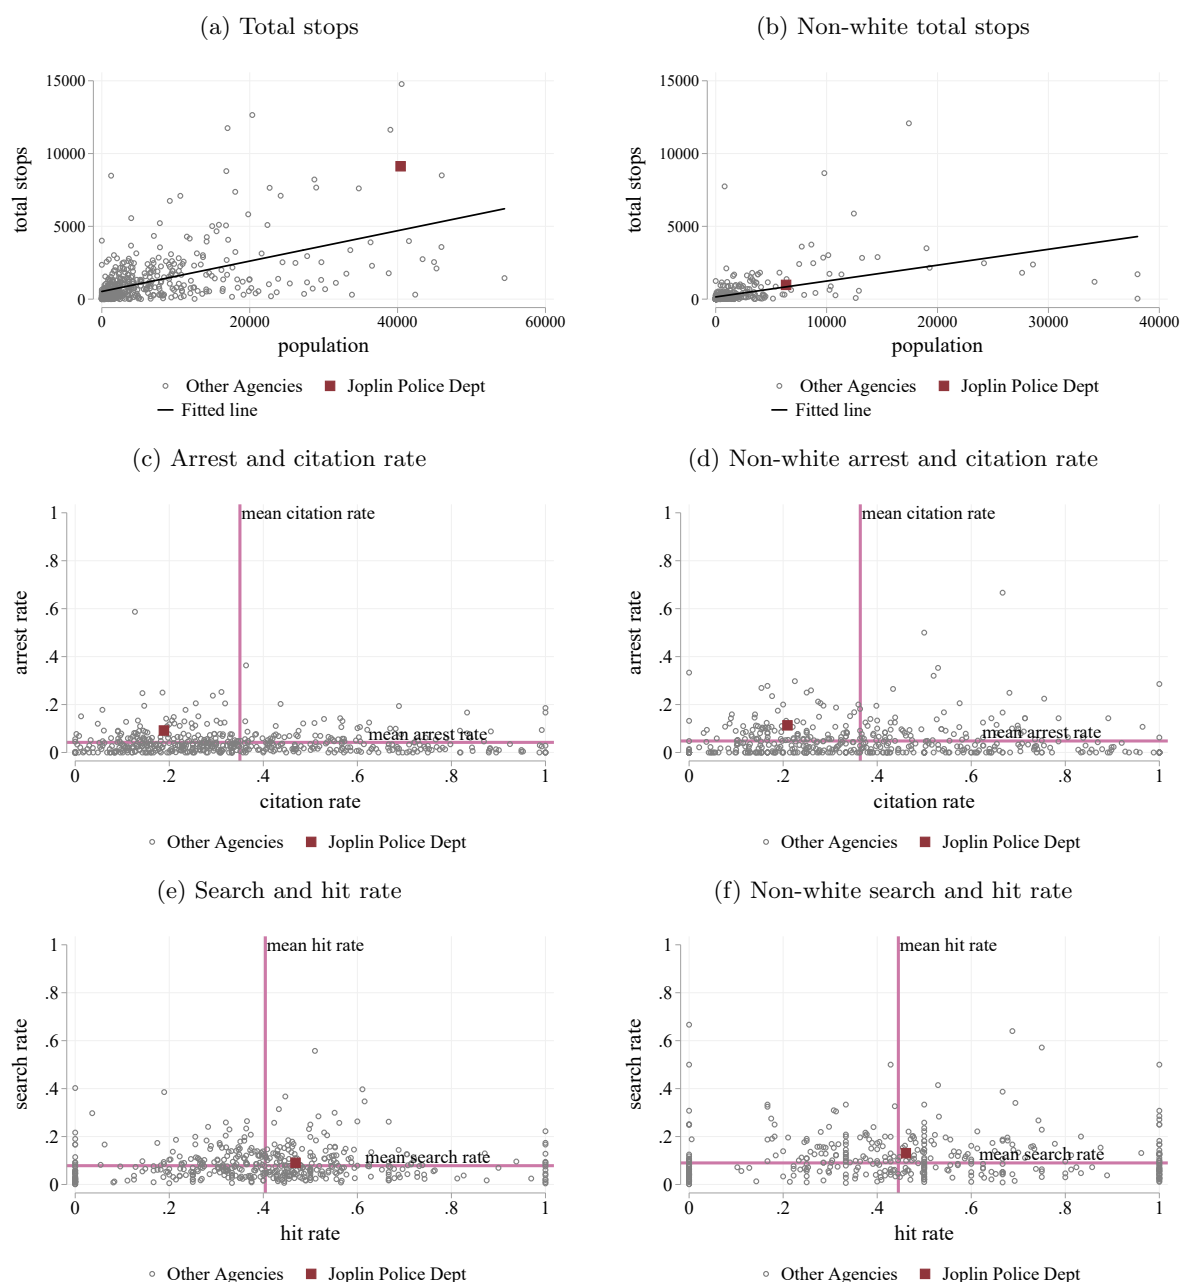 (a) Total stops
(b) Non-white total stops
15000
10000
5000
0
total stops
0 20000 40000 60000
population
Other Agencies Joplin Police Dept
Fitted line
15000
10000
5000
0
total stops
0 10000 20000 30000 40000
population
Other Agencies Joplin Police Dept
Fitted line
(c) Arrest and citation rate
(d) Non-white arrest and citation rate
1
.8
.6
.4
.2
0
arrest rate
mean citation rate
mean arrest rate
0 .2 .4 .6 .8 1
citation rate
Other Agencies Joplin Police Dept
1
.8
.6
.4
.2
0
arrest rate
mean citation rate
mean arrest rate
0 .2 .4 .6 .8 1
citation rate
Other Agencies Joplin Police Dept
(e) Search and hit rate
(f) Non-white search and hit rate
1
.8
.6
.4
.2
0
search rate
mean hit rate
mean search rate
0 .2 .4 .6 .8 1
hit rate
Other Agencies Joplin Police Dept
1
.8
.6
.4
.2
0
search rate
mean hit rate
mean search rate
0 .2 .4 .6 .8 1
hit rate
Other Agencies Joplin Police Dept